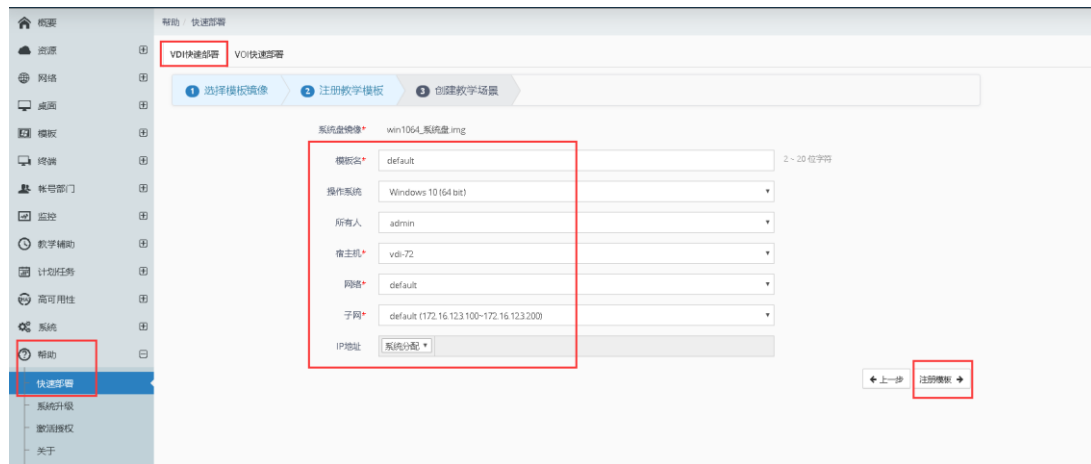 概要
资源
网络
桌面
模板
终端
帐号部门
监控
教学辅助
计划任务
高可用性
系统
帮助
快速部署
系统升级
激活授权
关于
帮助 / 快速部署
VDI快速部署 VOI快速部署
1 选择模板镜像 2 注册教学模板 3 创建教学场景
系统盘镜像* win1064_系统盘.img
模板名* default 2 ~ 20 位字符
操作系统 Windows 10 (64 bit)
所有人 admin
宿主机* vdi-72
网络* default
子网* default (172.16.123.100~172.16.123.200)
IP地址 系统分配
上一步 注册模板